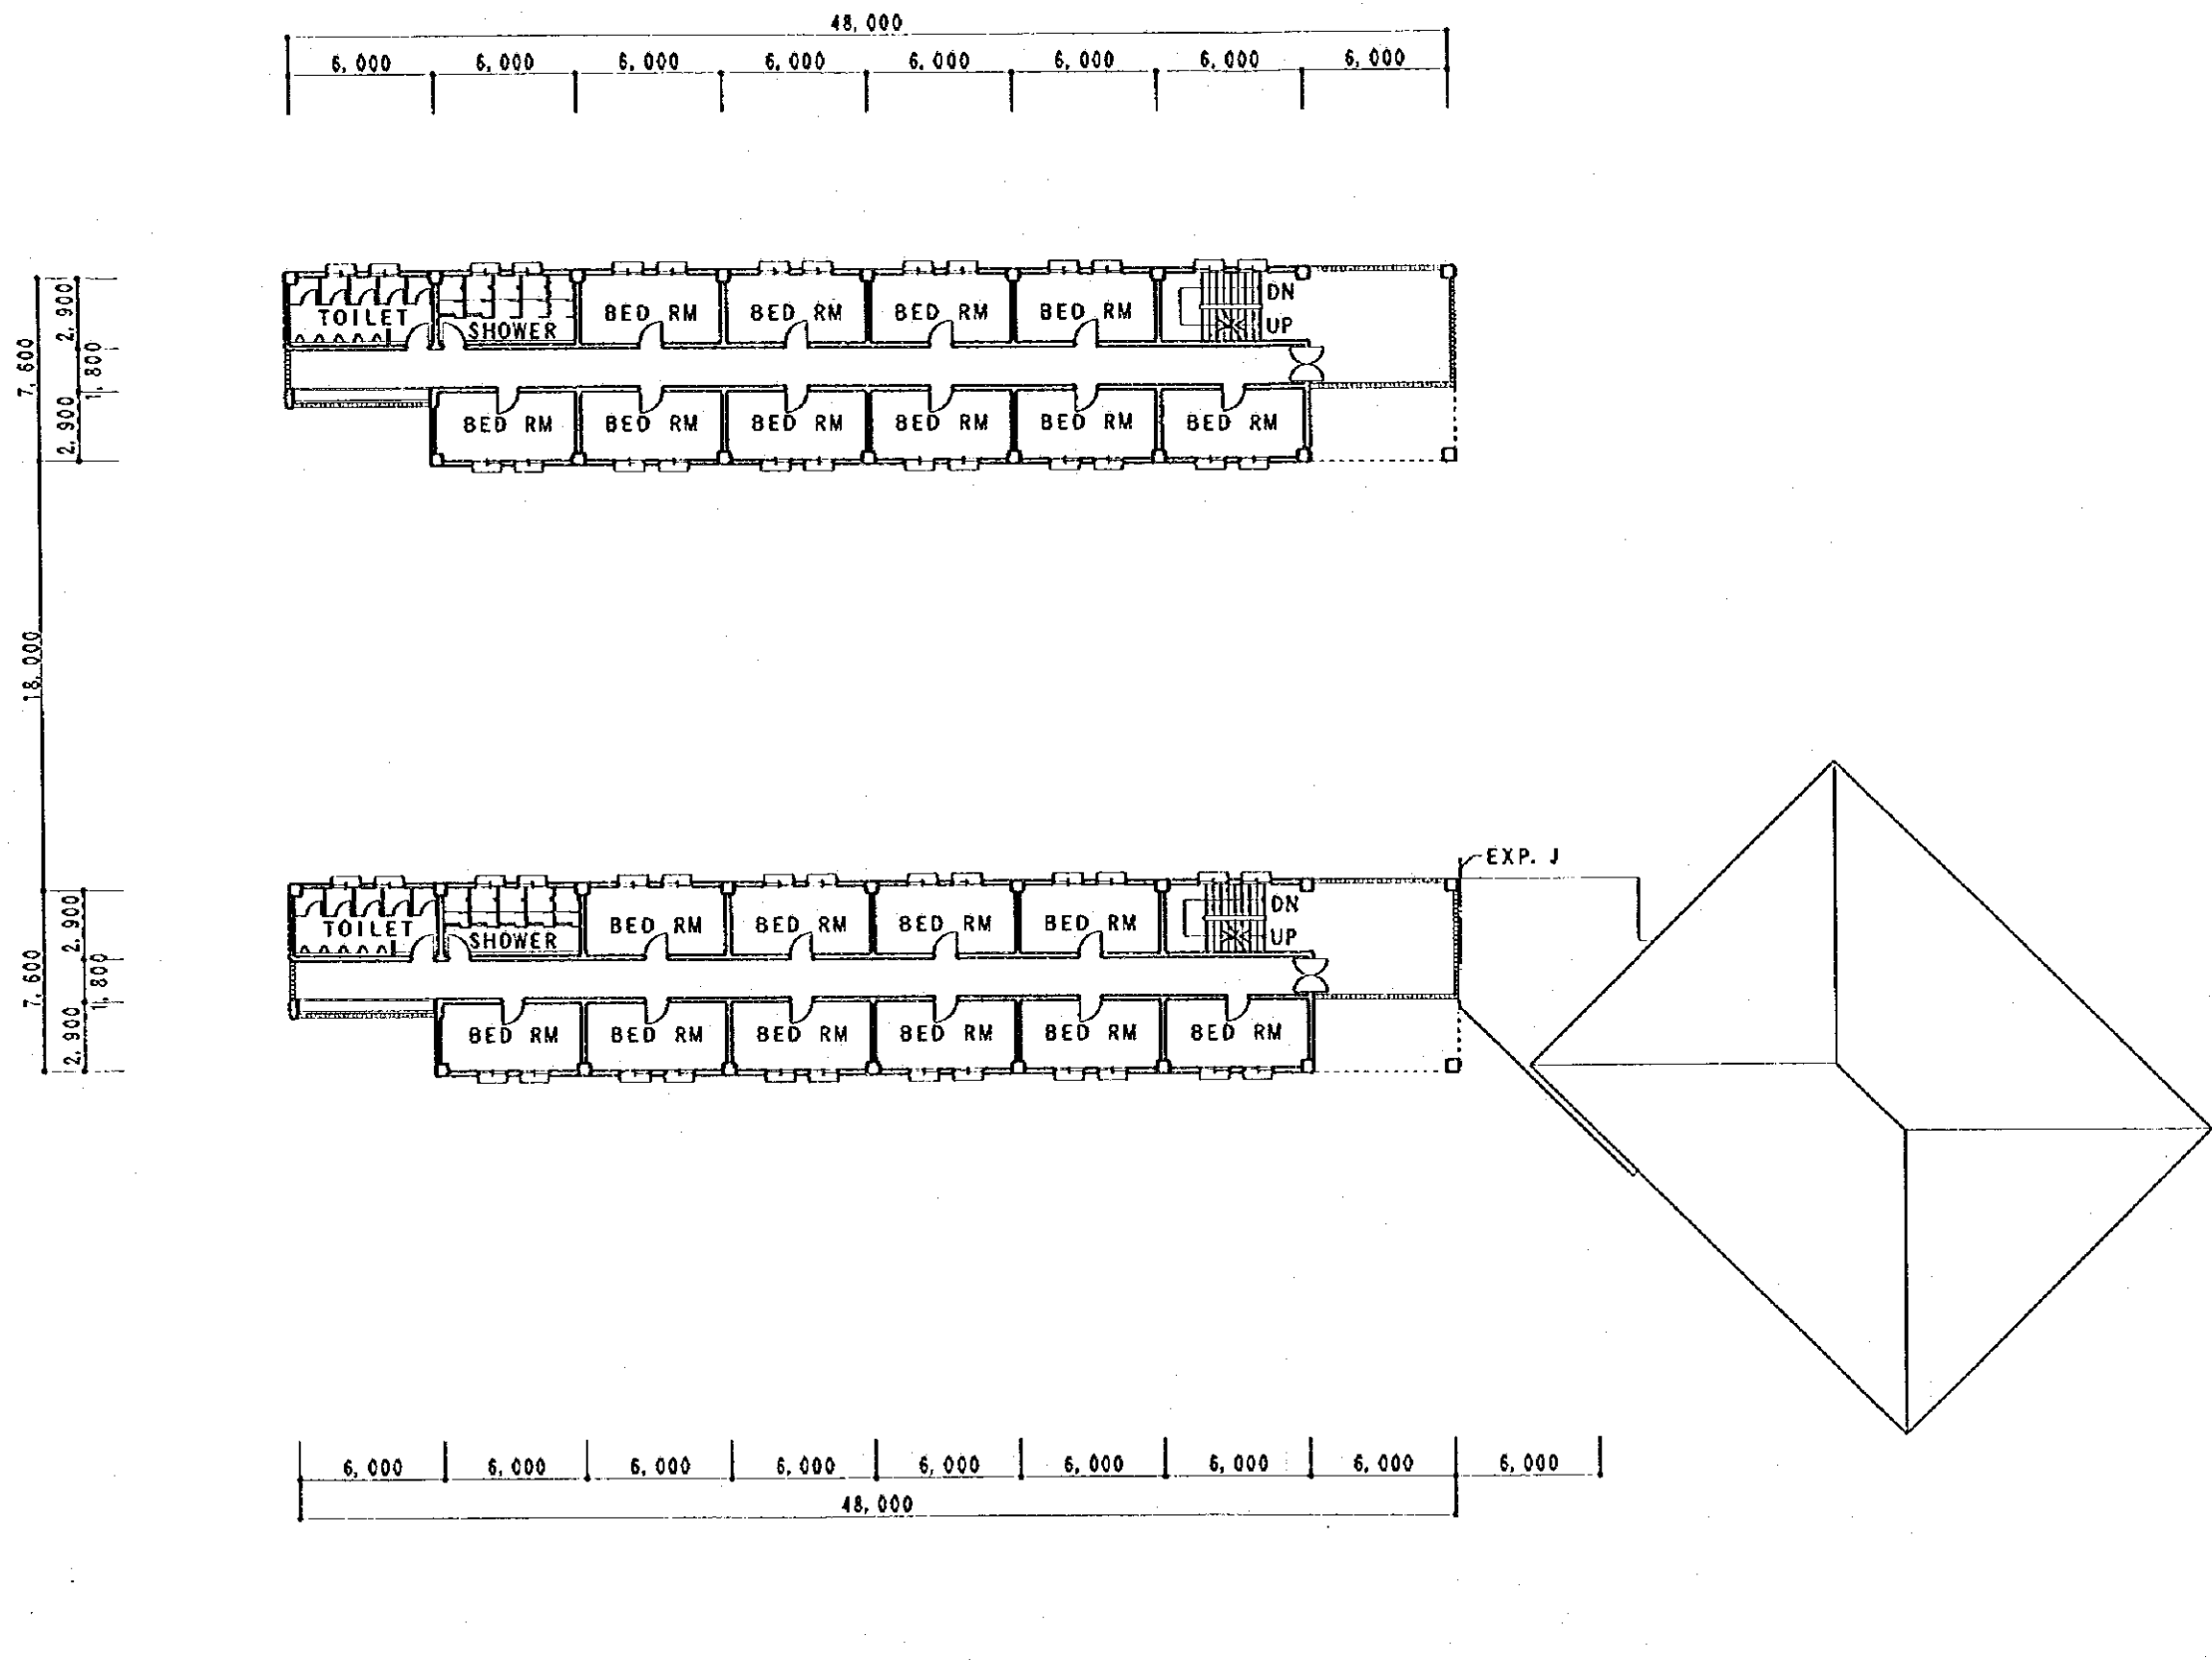 48,000
6,000 6,000 6,000 6,000 6,000 6,000 6,000 6,000
7,600
2,900
1,800
2,900
TOILET SHOWER BED RM BED RM BED RM BED RM DN
UP
BED RM BED RM BED RM BED RM BED RM BED RM
18,000
EXP. J
7,600
2,900
1,800
2,900
TOILET SHOWER BED RM BED RM BED RM BED RM DN
UP
BED RM BED RM BED RM BED RM BED RM BED RM
6,000 6,000 6,000 6,000 6,000 6,000 6,000 6,000 6,000
48,000